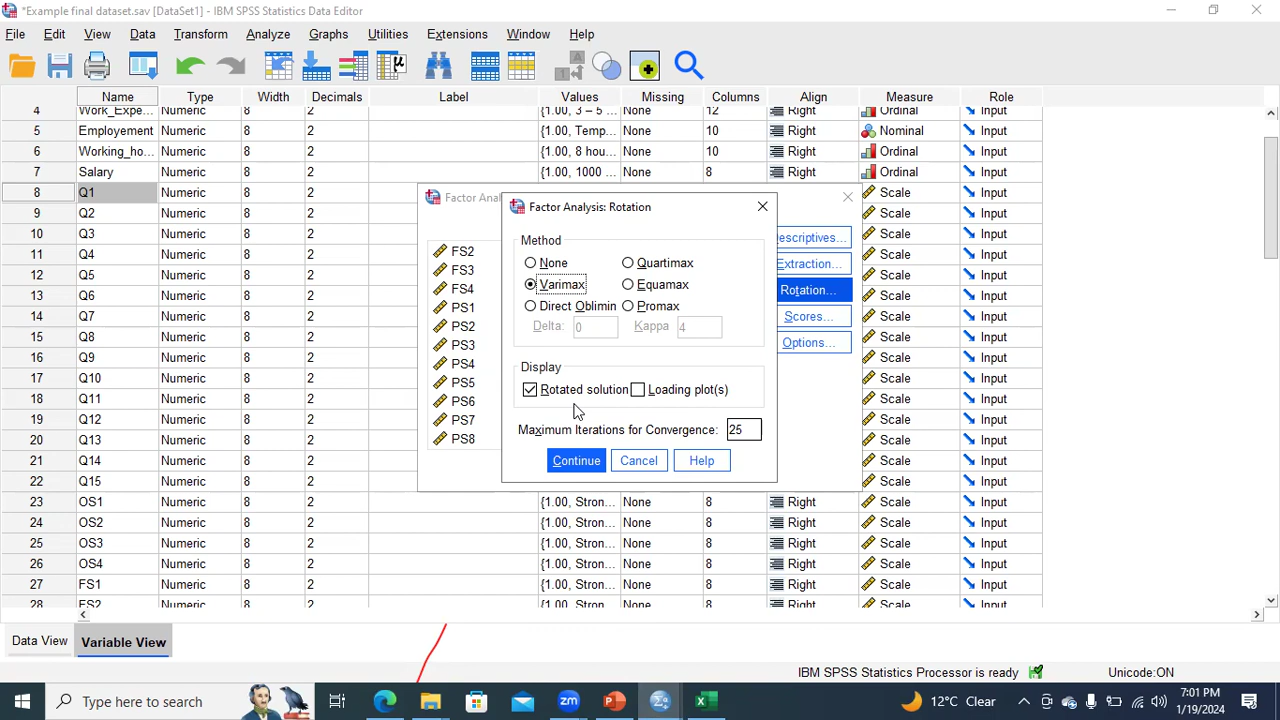 *Example final dataset.sav [DataSet1] - IBM SPSS Statistics Data Editor
File Edit View Data Transform Analyze Graphs Utilities Extensions Window Help
Name Type Width Decimals Label Values Missing Columns Align Measure Role
4 Work_Expe... Numeric 8 2 {1.00, 3 – 5 ... None 12 Right Ordinal Input
5 Employement Numeric 8 2 {1.00, Temp... None 10 Right Nominal Input
6 Working_ho... Numeric 8 2 {1.00, 8 hou... None 10 Right Ordinal Input
7 Salary Numeric 8 2 {1.00, 1000 ... None 8 Right Ordinal Input
8 Q1 Numeric 8 2 Scale Input
9 Q2 Numeric 8 2 Scale Input
10 Q3 Numeric 8 2 Scale Input
11 Q4 Numeric 8 2 Scale Input
12 Q5 Numeric 8 2 Scale Input
13 Q6 Numeric 8 2 Scale Input
14 Q7 Numeric 8 2 Scale Input
15 Q8 Numeric 8 2 Scale Input
16 Q9 Numeric 8 2 Scale Input
17 Q10 Numeric 8 2 Scale Input
18 Q11 Numeric 8 2 Scale Input
19 Q12 Numeric 8 2 Scale Input
20 Q13 Numeric 8 2 Scale Input
21 Q14 Numeric 8 2 Scale Input
22 Q15 Numeric 8 2 Scale Input
23 OS1 Numeric 8 2 {1.00, Stron... None 8 Right Scale Input
24 OS2 Numeric 8 2 {1.00, Stron... None 8 Right Scale Input
25 OS3 Numeric 8 2 {1.00, Stron... None 8 Right Scale Input
26 OS4 Numeric 8 2 {1.00, Stron... None 8 Right Scale Input
27 FS1 Numeric 8 2 {1.00, Stron... None 8 Right Scale Input
28 FS2 Numeric 8 2 {1.00, Stron... None 8 Right Scale Input
Factor Anal
FS2
FS3
FS4
PS1
PS2
PS3
PS4
PS5
PS6
PS7
PS8
escriptives...
Extraction...
Rotation...
Scores...
Options...
Factor Analysis: Rotation
Method
None Quartimax
Varimax Equamax
Direct Oblimin Promax
Delta: 0 Kappa 4
Display
Rotated solution Loading plot(s)
Maximum Iterations for Convergence: 25
Continue Cancel Help
Data View Variable View
IBM SPSS Statistics Processor is ready Unicode:ON
Type here to search
zm
12°C Clear
7:01 PM
1/19/2024